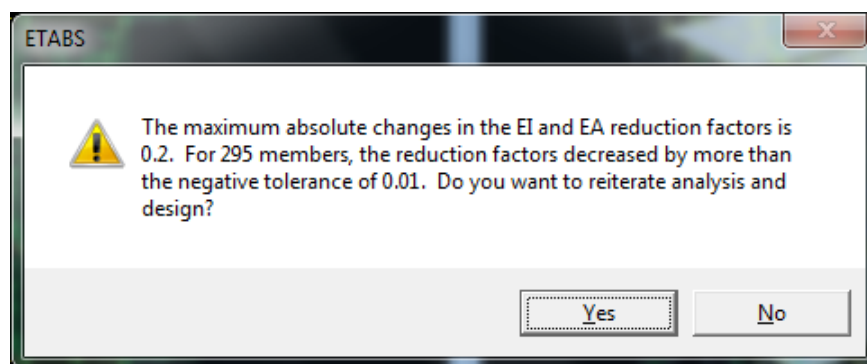 ETABS
The maximum absolute changes in the EI and EA reduction factors is
0.2.  For 295 members, the reduction factors decreased by more than
the negative tolerance of 0.01.  Do you want to reiterate analysis and
design?
Yes
No